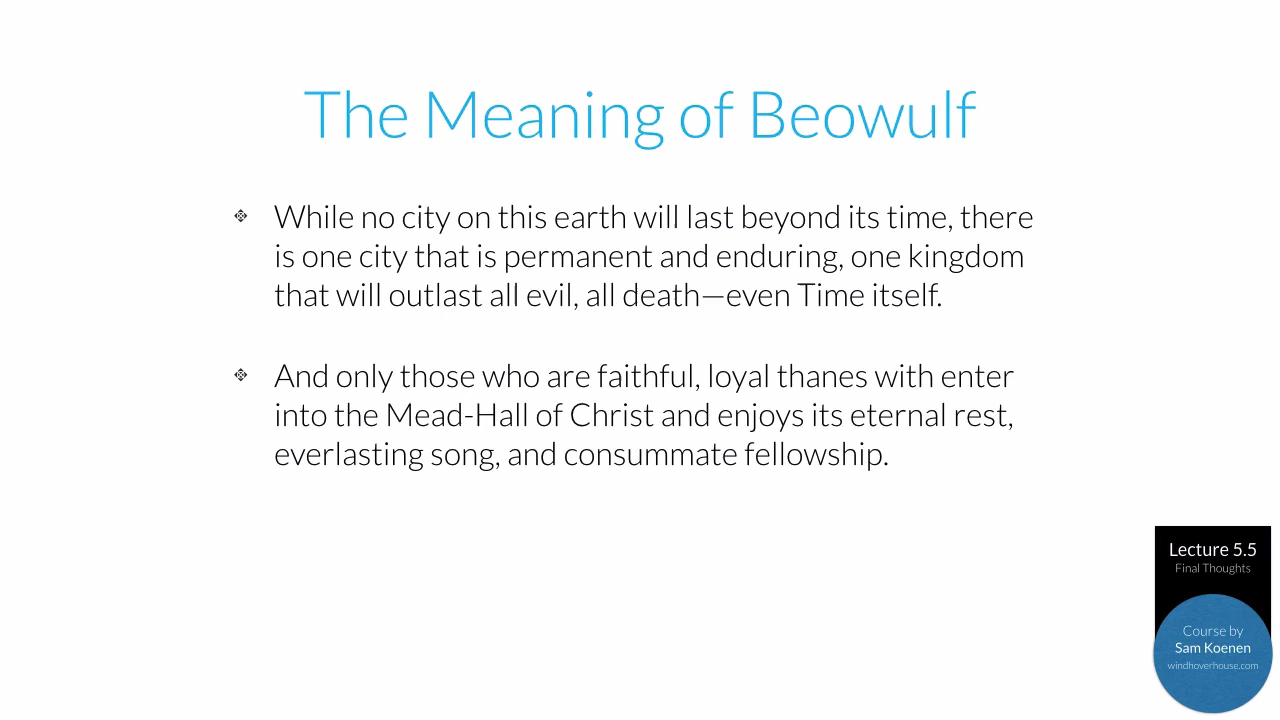 The Meaning of Beowulf
While no city on this earth will last beyond its time, there
is one city that is permanent and enduring, one kingdom
that will outlast all evil, all death—even Time itself.
And only those who are faithful, loyal thanes with enter
into the Mead-Hall of Christ and enjoys its eternal rest,
everlasting song, and consummate fellowship.
Lecture 5.5
Final Thoughts
Course by
Sam Koenen
windhoverhouse.com